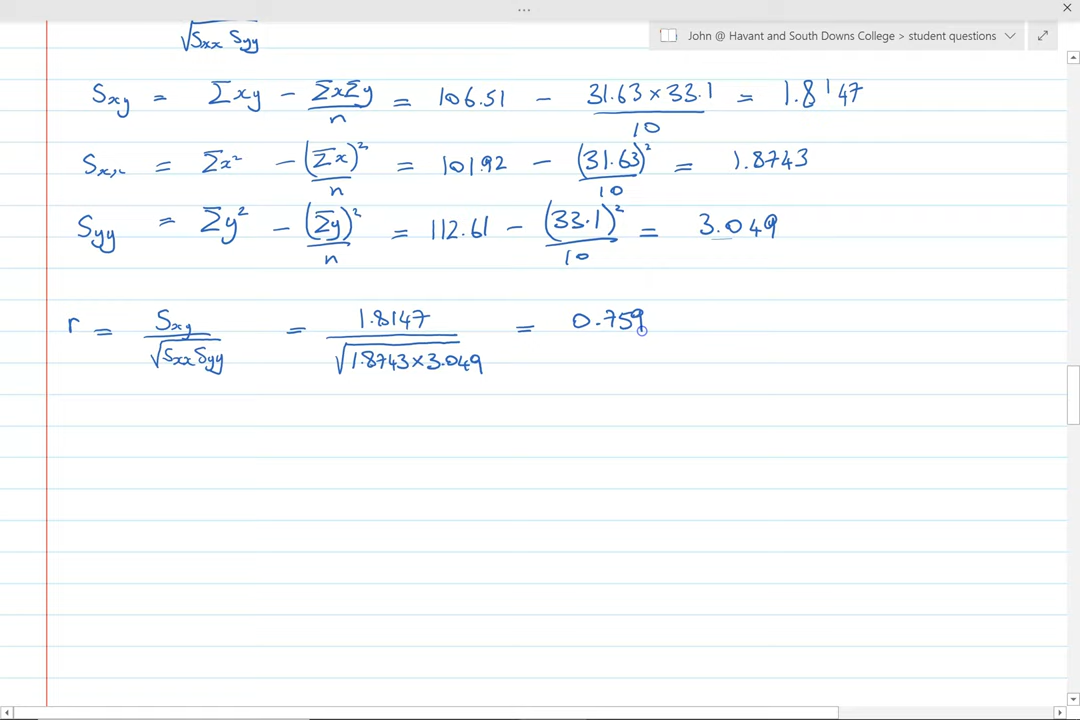 John @ Havant and South Downs College > student questions
√Sxx Syy
Sxy = Σxy - ΣxΣy/n = 106.51 - 31.63 × 33.1/10 = 1.8147
Sxx = Σx² - (Σx)²/n = 101.92 - (31.63)²/10 = 1.8743
Syy = Σy² - (Σy)²/n = 112.61 - (33.1)²/10 = 3.049
r = Sxy/√Sxx Syy = 1.8147/√1.8743 × 3.049 = 0.759